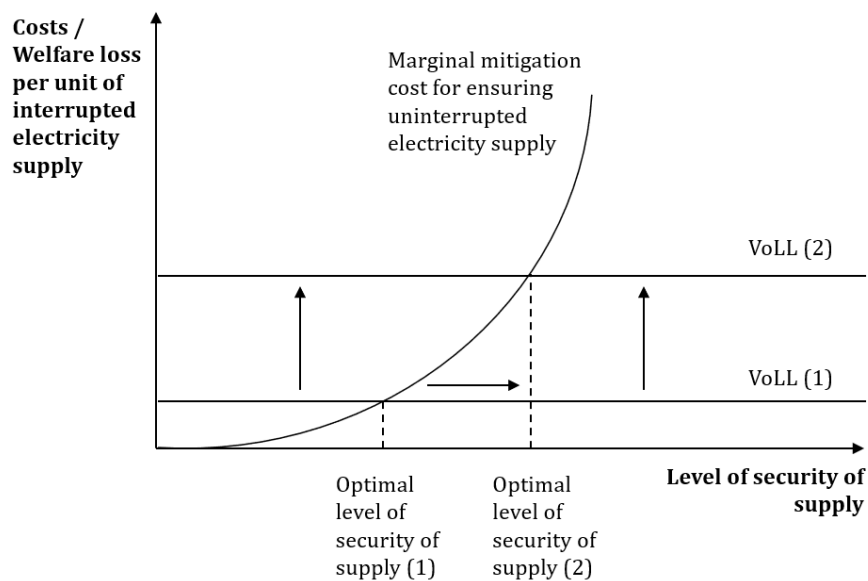 Costs /
Welfare loss
per unit of
interrupted
electricity
supply
Marginal mitigation
cost for ensuring
uninterrupted
electricity supply
VoLL (2)
VoLL (1)
Optimal
level of
security of
supply (1)
Optimal
level of
security of
supply (2)
Level of security of
supply